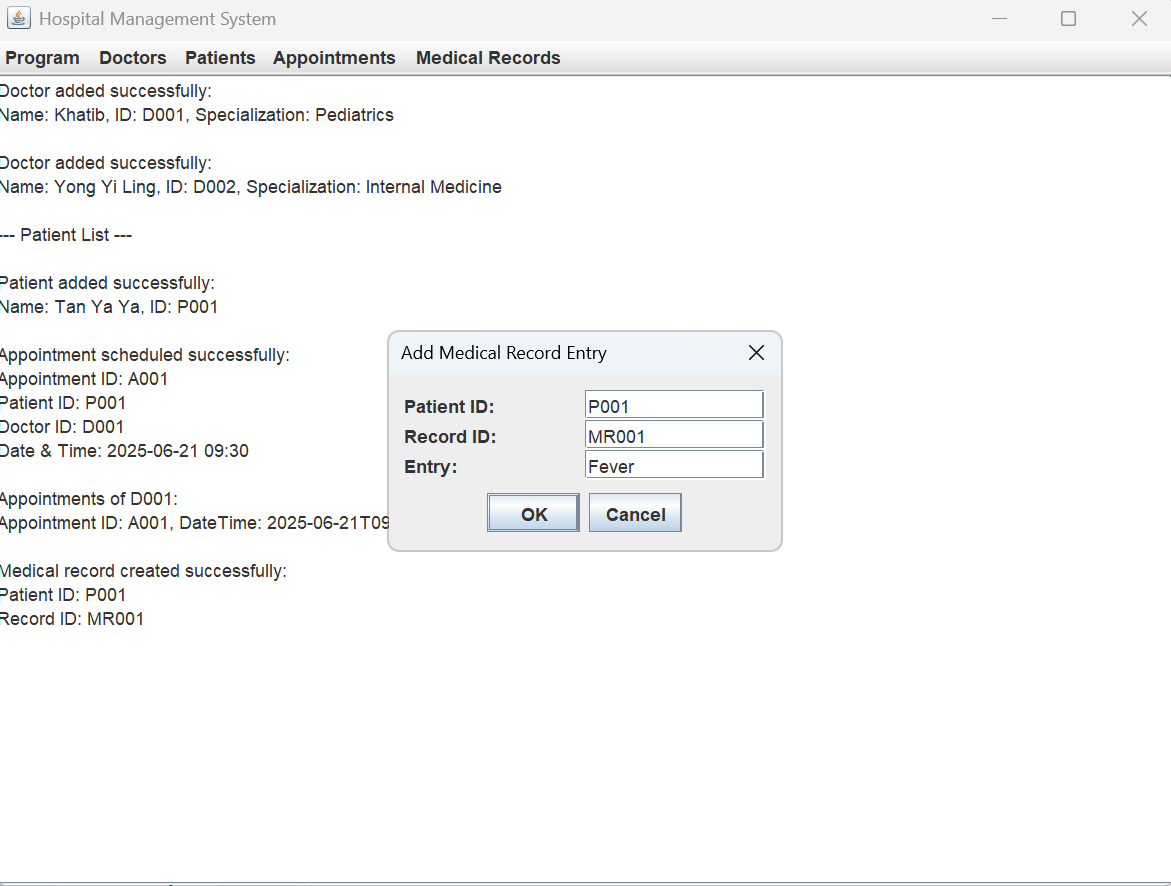 Hospital Management System
Program Doctors Patients Appointments Medical Records
Doctor added successfully:
Name: Khatib, ID: D001, Specialization: Pediatrics
Doctor added successfully:
Name: Yong Yi Ling, ID: D002, Specialization: Internal Medicine
--- Patient List ---
Patient added successfully:
Name: Tan Ya Ya, ID: P001
Appointment scheduled successfully:
Appointment ID: A001
Patient ID: P001
Doctor ID: D001
Date & Time: 2025-06-21 09:30
Appointments of D001:
Appointment ID: A001, DateTime: 2025-06-21T09
Medical record created successfully:
Patient ID: P001
Record ID: MR001
Add Medical Record Entry
Patient ID: P001
Record ID: MR001
Entry: Fever
OK Cancel